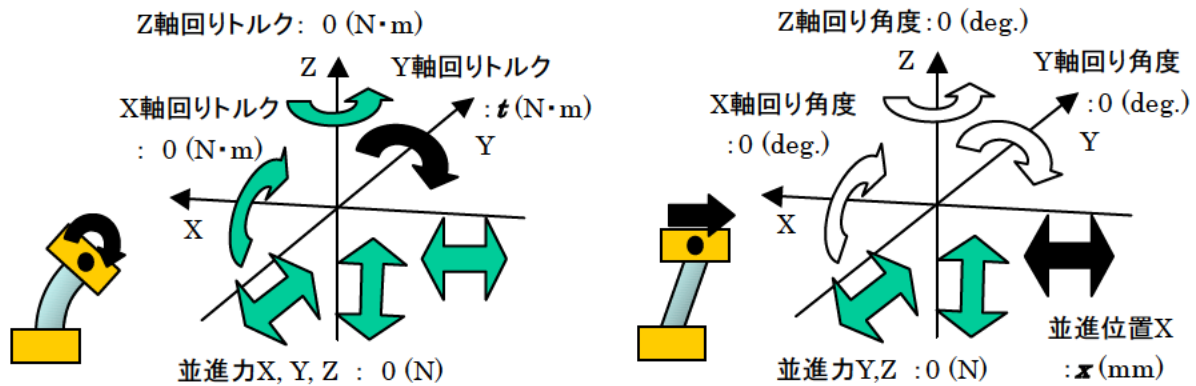 Z軸回りトルク: 0 (N・m)
Z
Y軸回りトルク
: t (N・m)
X軸回りトルク
: 0 (N・m)
Y
X
並進力X, Y, Z : 0 (N)
Z軸回り角度:0 (deg.)
Z
Y軸回り角度
:0 (deg.)
X軸回り角度
:0 (deg.)
Y
X
並進力Y,Z :0 (N)
並進位置X
:x (mm)